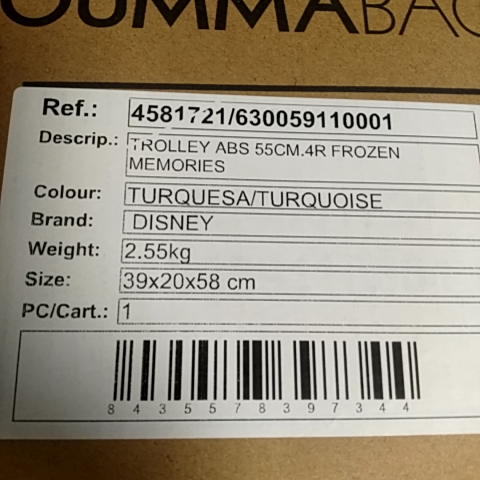 OUMMABAG
Ref.: 4581721/630059110001
Descrip.: TROLLEY ABS 55CM.4R FROZEN
MEMORIES
Colour: TURQUESA/TURQUOISE
Brand: DISNEY
Weight: 2.55kg
Size: 39x20x58 cm
PC/Cart.: 1
8 4 3 5 5 7 8 3 9 7 3 4 4